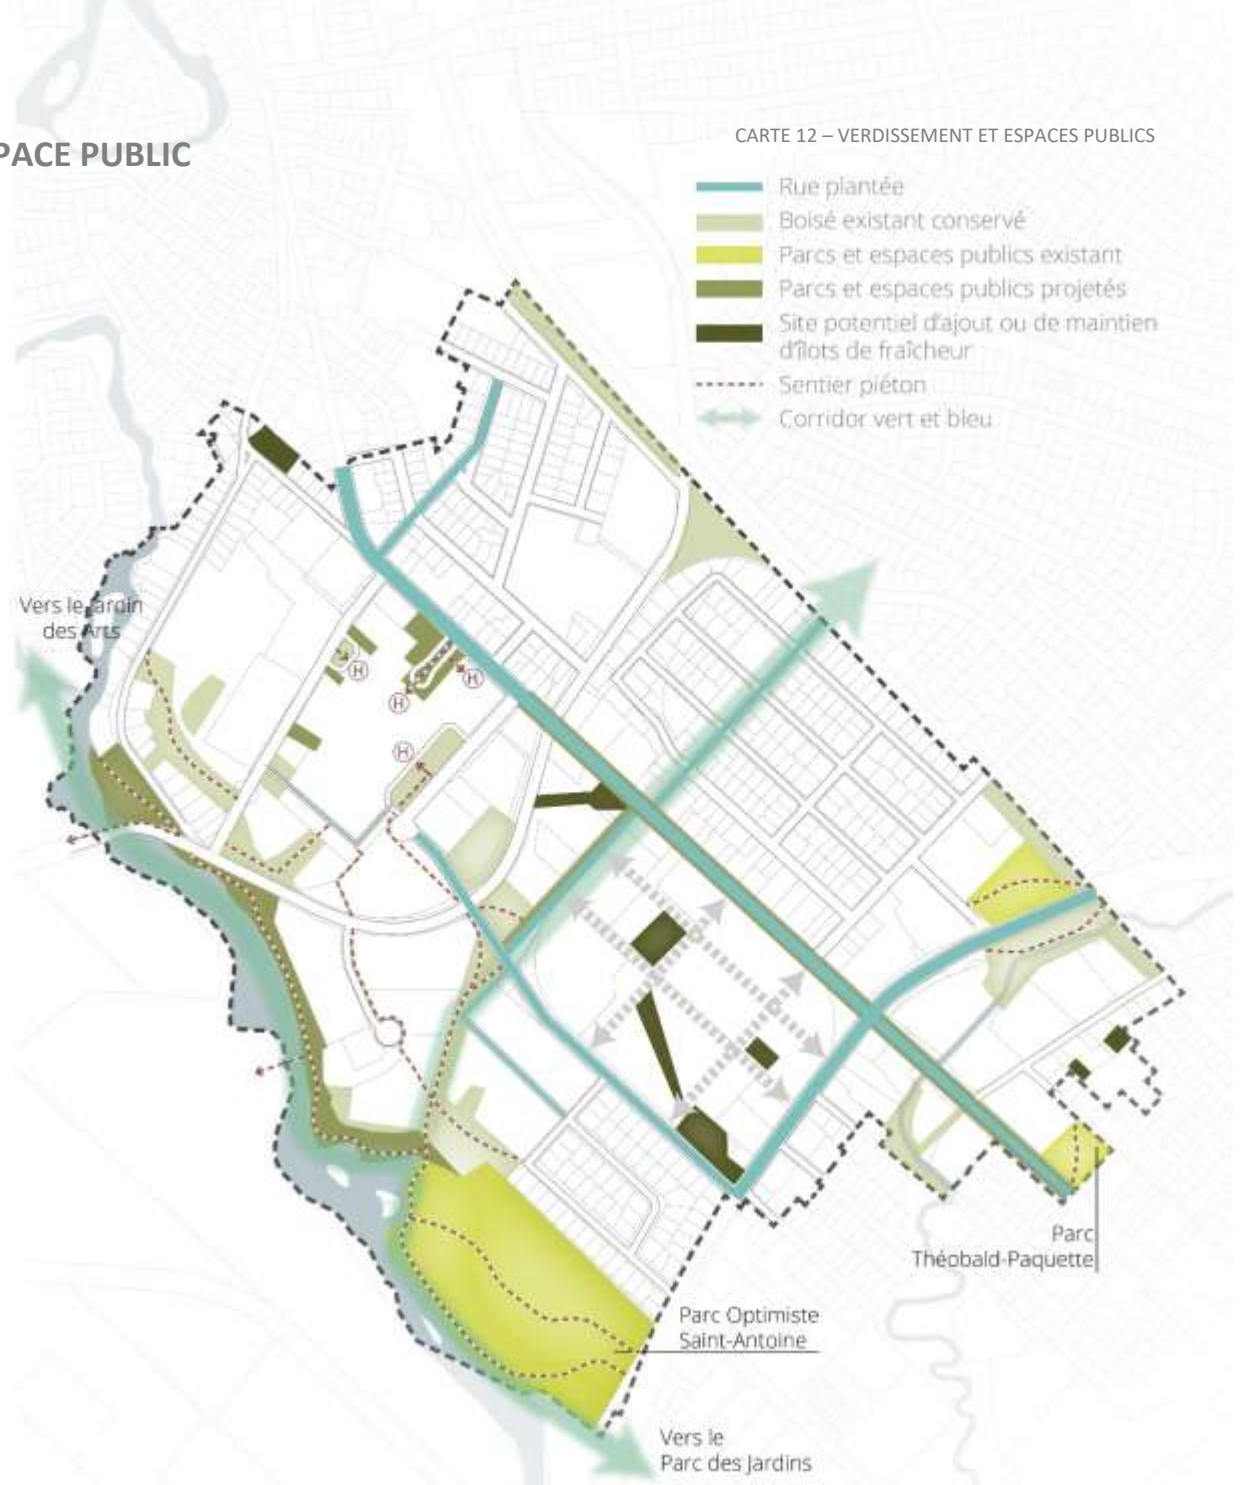 PACE PUBLIC
CARTE 12 – VERDISSEMENT ET ESPACES PUBLICS
Rue plantée
Boisé existant conservé
Parcs et espaces publics existant
Parcs et espaces publics projetés
Site potentiel d'ajout ou de maintien
d'îlots de fraîcheur
Sentier piéton
Corridor vert et bleu
Vers le Jardin
des Arts
H
H
H
H
Parc
Théobald-Paquette
Parc Optimiste
Saint-Antoine
Vers le
Parc des Jardins